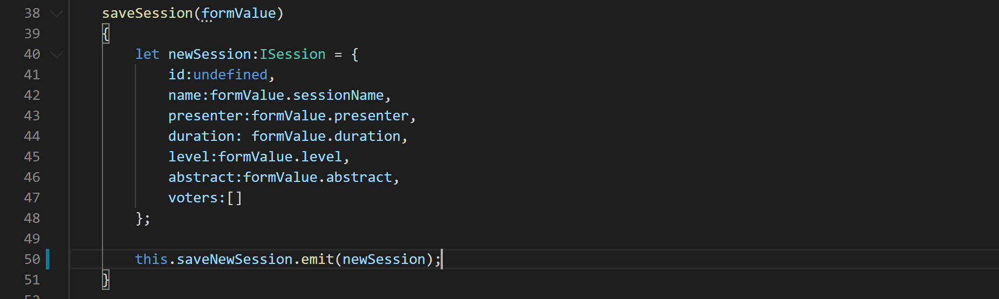 38 saveSession(formValue)
39 {
40 let newSession:ISession = {
41 id:undefined,
42 name:formValue.sessionName,
43 presenter:formValue.presenter,
44 duration: formValue.duration,
45 level:formValue.level,
46 abstract:formValue.abstract,
47 voters:[]
48 };
49
50 this.saveNewSession.emit(newSession);
51 }
52